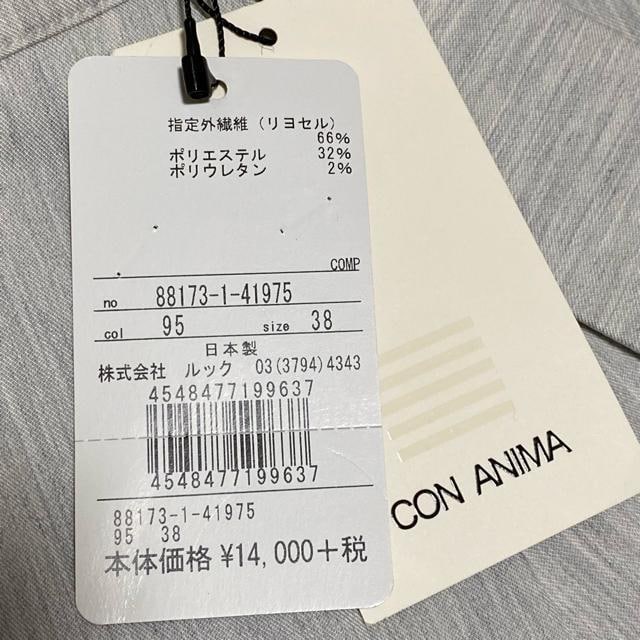 指定外繊維（リヨセル）
66%
ポリエステル 32%
ポリウレタン 2%
COMP
no 88173-1-41975
col 95 size 38
日本製
株式会社 ルック 03(3794)4343
4548477199637
4548477199637
88173-1-41975
95 38
本体価格 ¥14,000+税
CON ANIMA